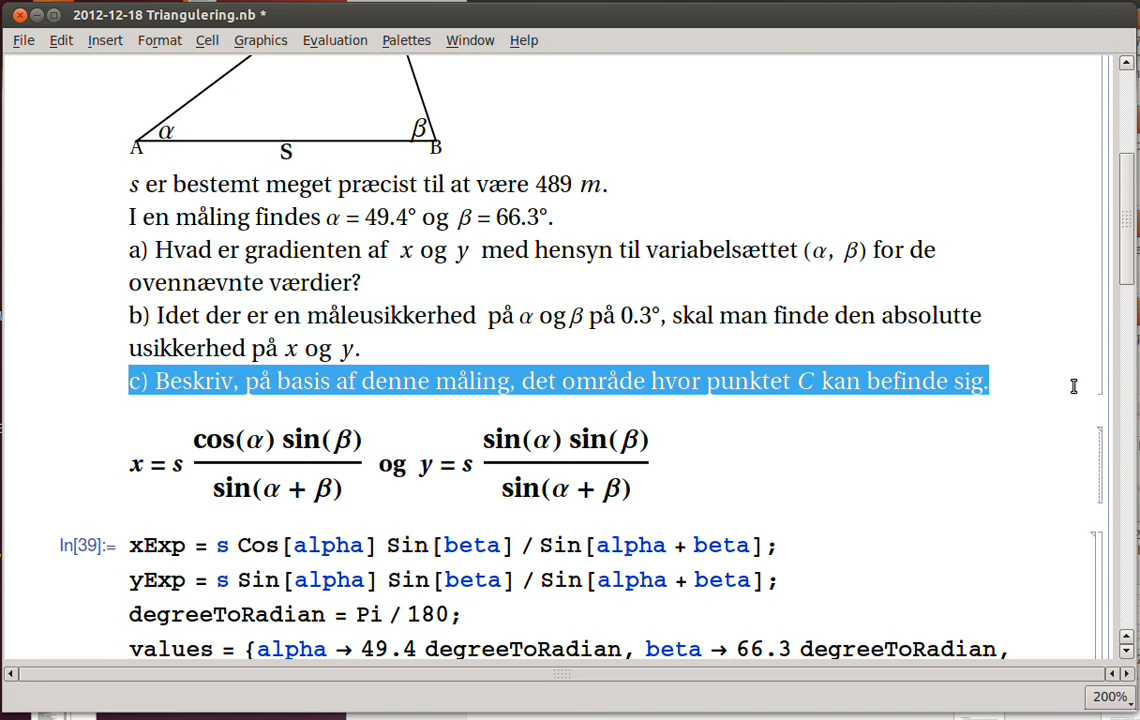 2012-12-18 Triangulering.nb *
File Edit Insert Format Cell Graphics Evaluation Palettes Window Help
α β
A S B
s er bestemt meget præcist til at være 489 m.
I en måling findes α = 49.4° og β = 66.3°.
a) Hvad er gradienten af x og y med hensyn til variabelsættet (α, β) for de
ovennævnte værdier?
b) Idet der er en måleusikkerhed på α og β på 0.3°, skal man finde den absolutte
usikkerhed på x og y.
c) Beskriv, på basis af denne måling, det område hvor punktet C kan befinde sig.
x = s cos(α) sin(β) / sin(α + β) og y = s sin(α) sin(β) / sin(α + β)
In[39]:= xExp = s Cos[alpha] Sin[beta] / Sin[alpha + beta];
yExp = s Sin[alpha] Sin[beta] / Sin[alpha + beta];
degreeToRadian = Pi / 180;
values = {alpha → 49.4 degreeToRadian, beta → 66.3 degreeToRadian,
200%